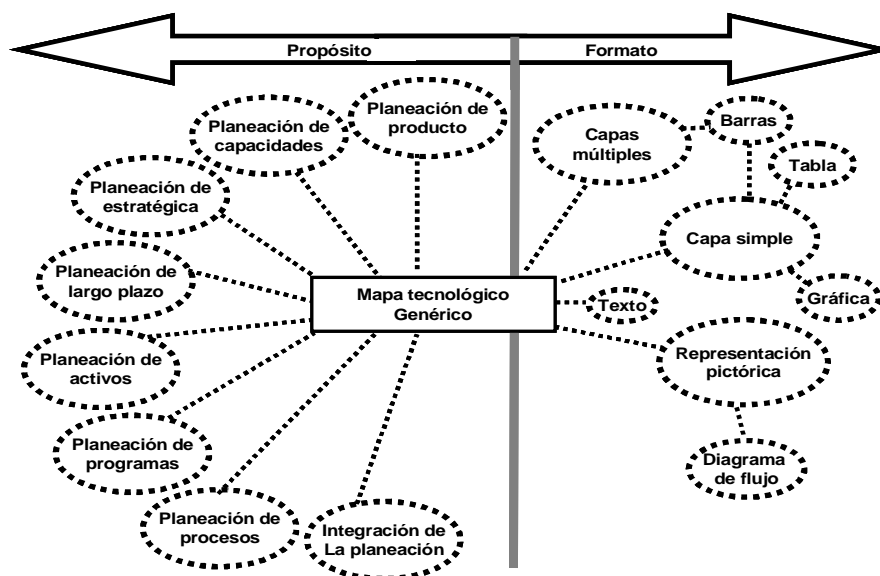 Propósito
Formato
Planeación de
producto
Planeación de
capacidades
Planeación de
estratégica
Planeación de
largo plazo
Planeación de
activos
Planeación de
programas
Planeación de
procesos
Integración de
La planeación
Mapa tecnológico
Genérico
Capas
múltiples
Barras
Tabla
Capa simple
Gráfica
Texto
Representación
pictórica
Diagrama
de flujo